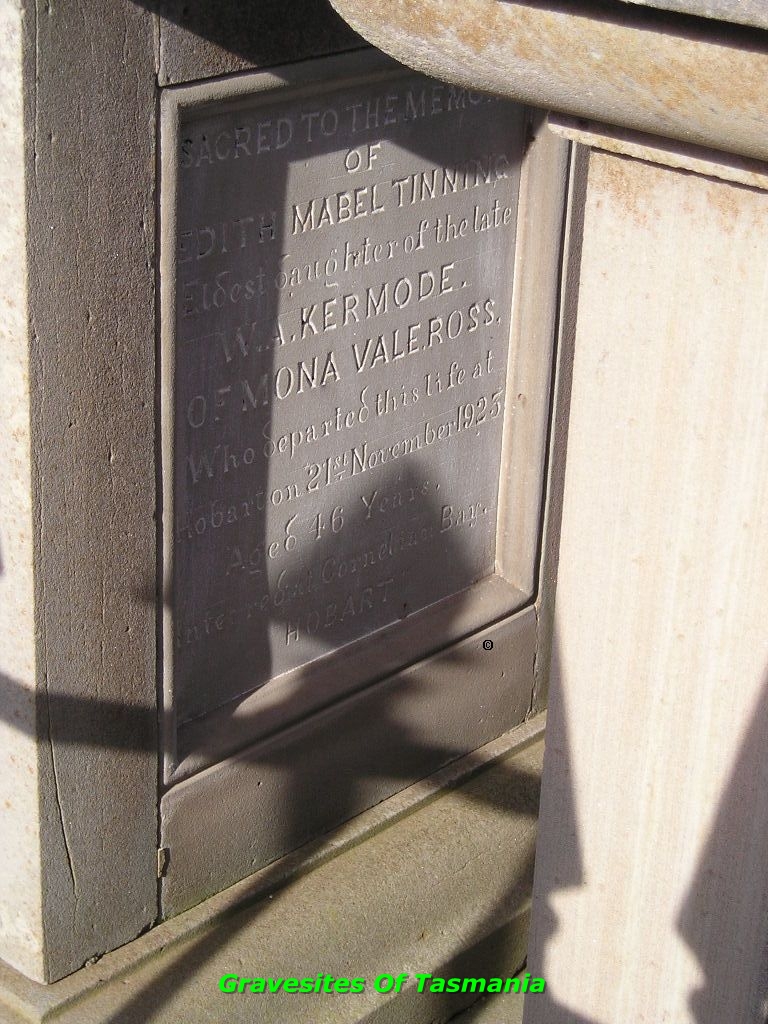 SACRED TO THE MEMO
OF
EDITH MABEL TINNING
Eldest daughter of the late
W.A.KERMODE.
OF MONA VALE.ROSS.
Who departed this life at
Hobart on 21st November 1923
Aged 46 Years.
Interred at Cornelian Bay.
HOBART
©
Gravesites Of Tasmania